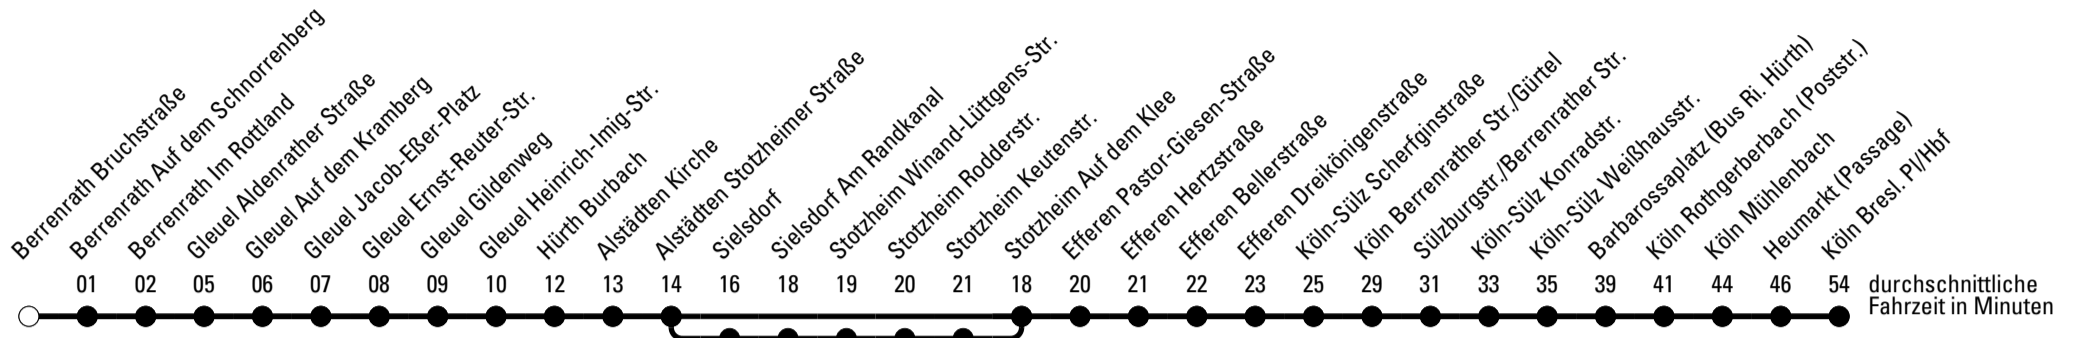 Berrenrath Bruchstraße
Berrenrath Auf dem Schnorrenberg
Berrenrath Im Rottland
Gleuel Aldenrather Straße
Gleuel Auf dem Kramberg
Gleuel Jacob-Eßer-Platz
Gleuel Ernst-Reuter-Str.
Gleuel Gildenweg
Gleuel Heinrich-Imig-Str.
Hürth Burbach
Alstädten Kirche
Alstädten Stotzheimer Straße
Sielsdorf
Sielsdorf Am Randkanal
Stotzheim Winand-Lüttgens-Str.
Stotzheim Rodderstr.
Stotzheim Keutenstr.
Stotzheim Auf dem Klee
Efferen Pastor-Giesen-Straße
Efferen Hertzstraße
Efferen Bellerstraße
Efferen Dreikönigenstraße
Köln-Sülz Scherfginstraße
Köln Berrenrather Str./Gürtel
Sülzburgstr./Berrenrather Str.
Köln-Sülz Konradstr.
Köln-Sülz Weißhausstr.
Barbarossaplatz (Bus Ri. Hürth)
Köln Rothgerberbach (Poststr.)
Köln Mühlenbach
Heumarkt (Passage)
Köln Bresl. Pl/Hbf
01 02 05 06 07 08 09 10 12 13 14 16 18 19 20 21 18 20 21 22 23 25 29 31 33 35 39 41 44 46 54 durchschnittliche
Fahrzeit in Minuten